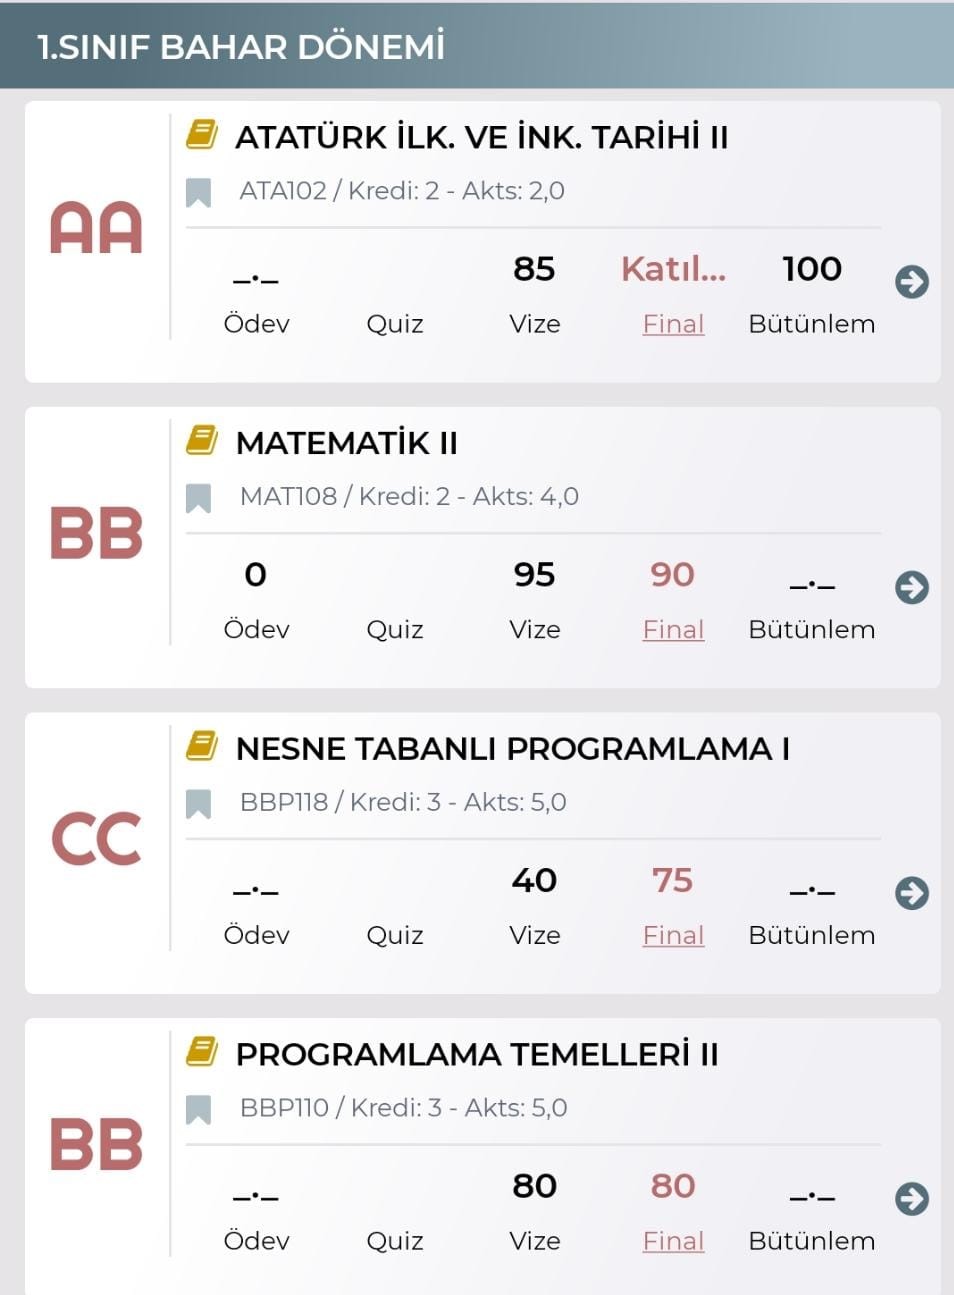 1.SINIF BAHAR DÖNEMİ
ATATÜRK İLK. VE İNK. TARİHİ II
ATA102 / Kredi: 2 - Akts: 2,0
AA
_._ 85 Katıl... 100
Ödev Quiz Vize Final Bütünlem
MATEMATİK II
MAT108 / Kredi: 2 - Akts: 4,0
BB
0 95 90 _._
Ödev Quiz Vize Final Bütünlem
NESNE TABANLI PROGRAMLAMA I
BBP118 / Kredi: 3 - Akts: 5,0
CC
_._ 40 75 _._
Ödev Quiz Vize Final Bütünlem
PROGRAMLAMA TEMELLERİ II
BBP110 / Kredi: 3 - Akts: 5,0
BB
_._ 80 80 _._
Ödev Quiz Vize Final Bütünlem